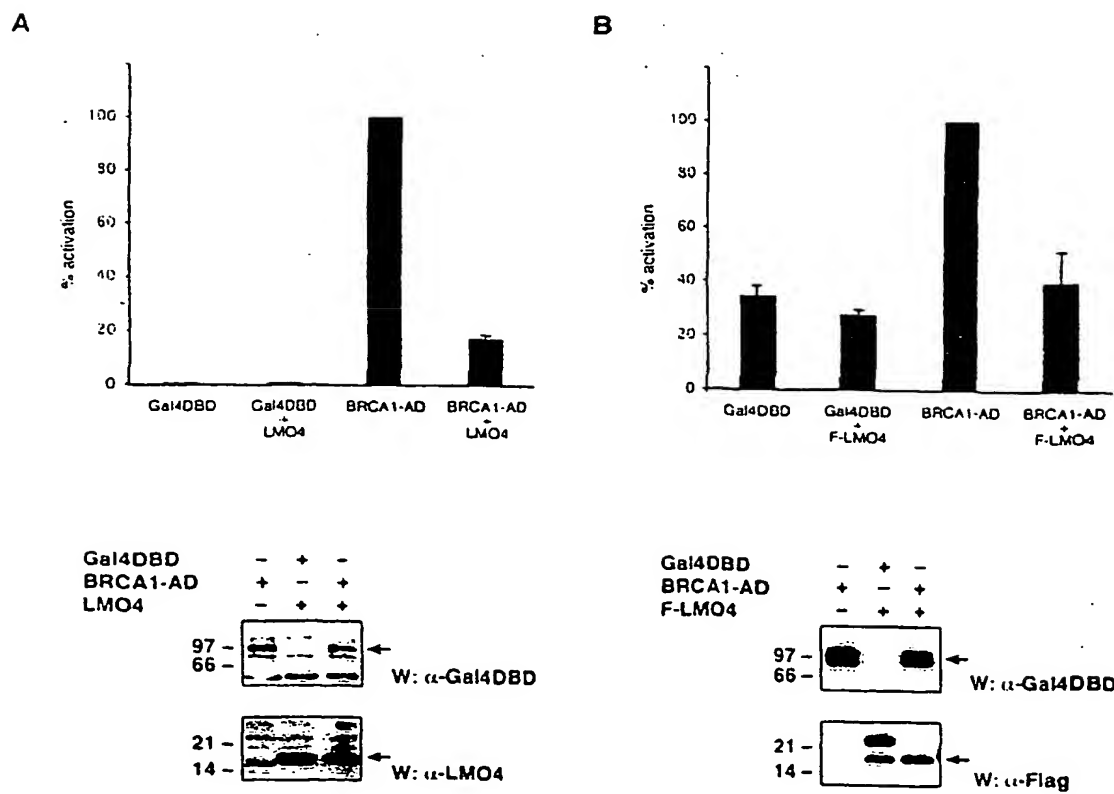 A
% activation
100
80
60
40
20
0
Gal4DBD
Gal4DBD
+
LMO4
BRCA1-AD
BRCA1-AD
+
LMO4
Gal4DBD - + -
BRCA1-AD + - +
LMO4 - + +
97 -
66 -
W: α-Gal4DBD
21 -
14 -
W: α-LMO4
B
% activation
100
80
60
40
20
0
Gal4DBD
Gal4DBD
+
F-LMO4
BRCA1-AD
BRCA1-AD
+
F-LMO4
Gal4DBD - + -
BRCA1-AD + - +
F-LMO4 - + +
97 -
66 -
W: α-Gal4DBD
21 -
14 -
W: α-Flag